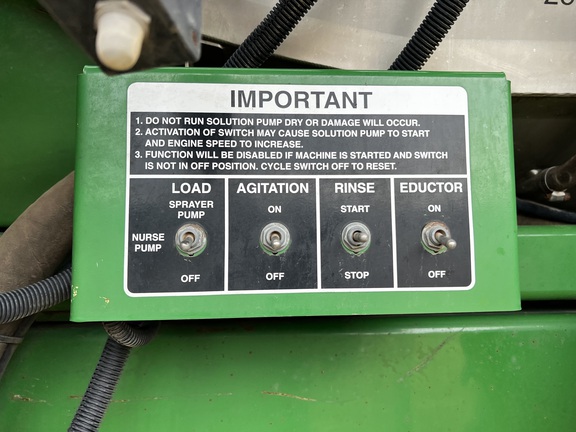 IMPORTANT
1. DO NOT RUN SOLUTION PUMP DRY OR DAMAGE WILL OCCUR.
2. ACTIVATION OF SWITCH MAY CAUSE SOLUTION PUMP TO START
AND ENGINE SPEED TO INCREASE.
3. FUNCTION WILL BE DISABLED IF MACHINE IS STARTED AND SWITCH
IS NOT IN OFF POSITION. CYCLE SWITCH OFF TO RESET.
LOAD
SPRAYER
PUMP
NURSE
PUMP
OFF
AGITATION
ON
OFF
RINSE
START
STOP
EDUCTOR
ON
OFF